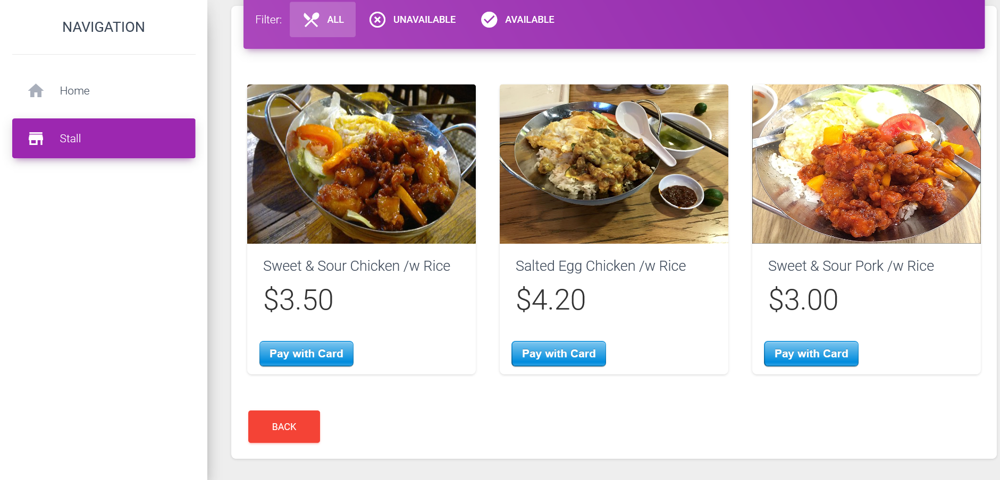 NAVIGATION
Home
Stall
Filter:
ALL
UNAVAILABLE
AVAILABLE
Sweet & Sour Chicken /w Rice
$3.50
Pay with Card
Salted Egg Chicken /w Rice
$4.20
Pay with Card
Sweet & Sour Pork /w Rice
$3.00
Pay with Card
BACK